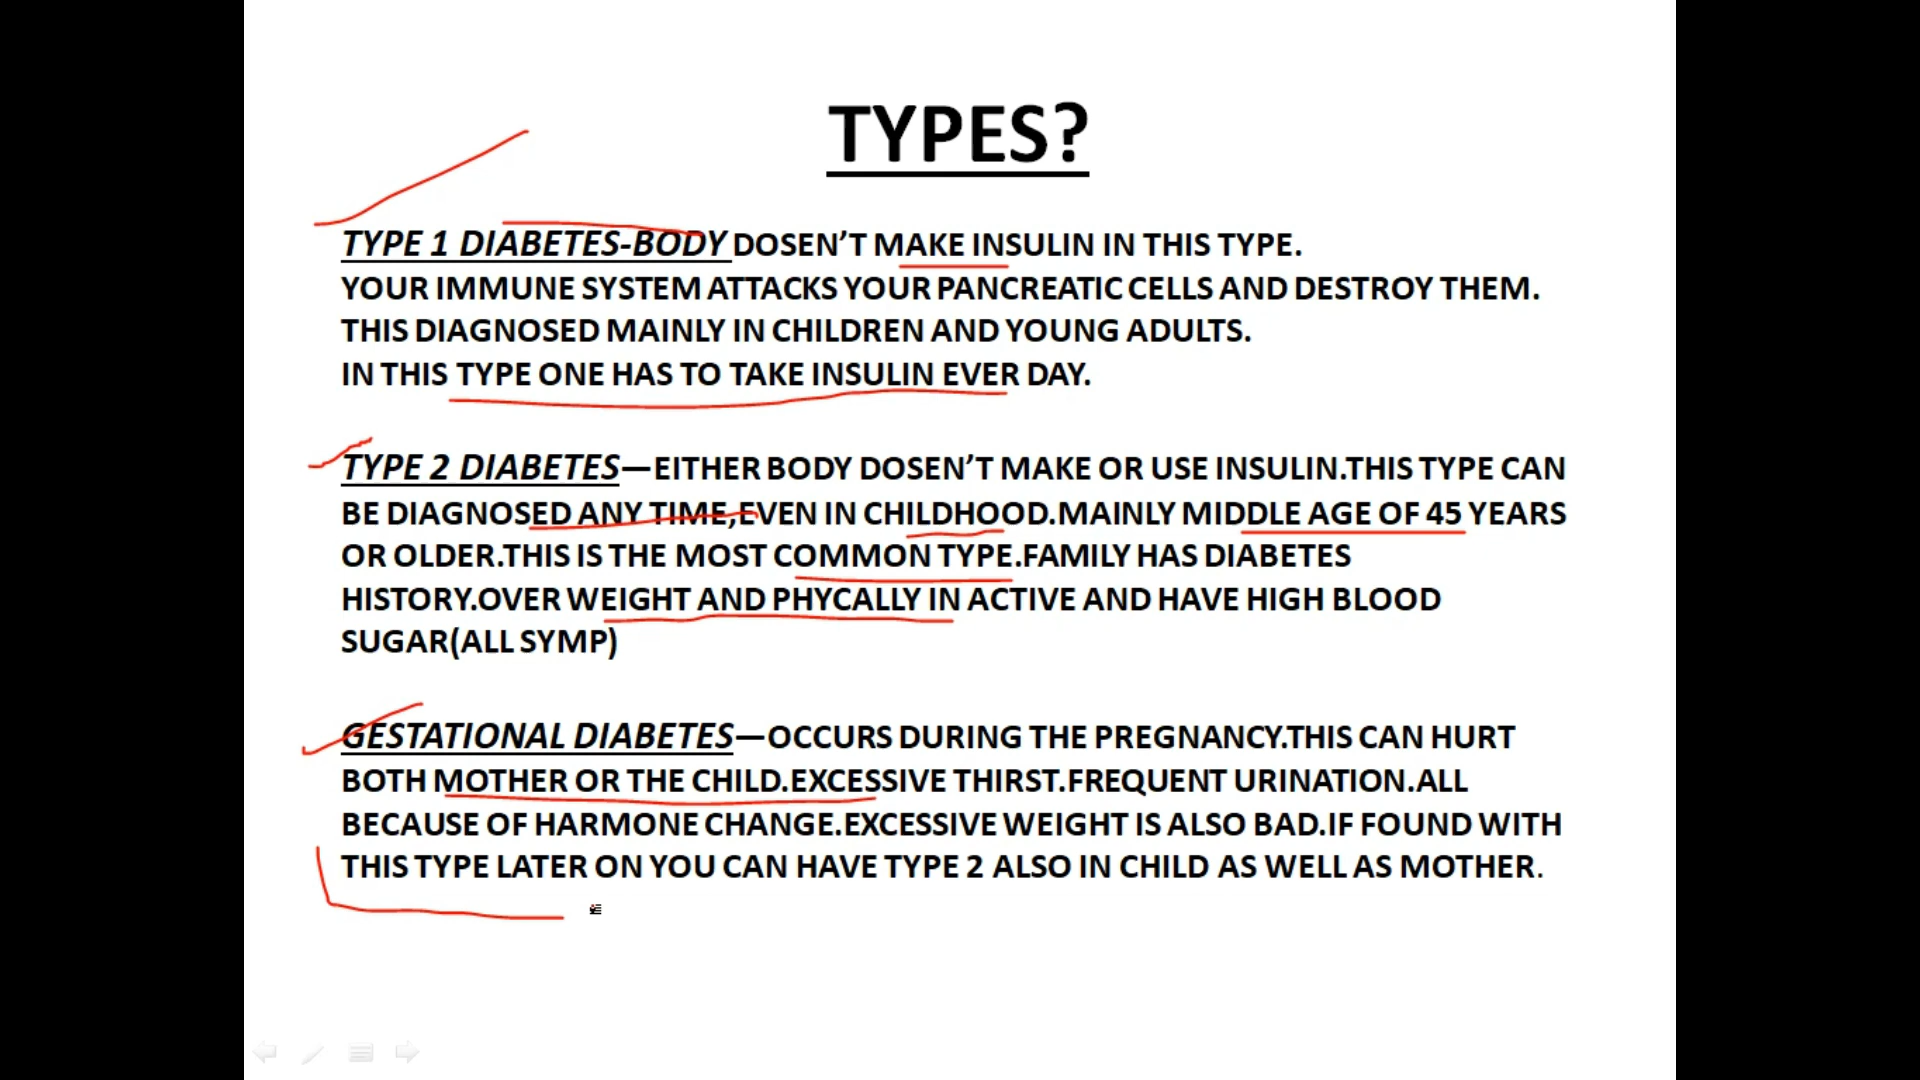 TYPES?
TYPE 1 DIABETES-BODY DOSEN'T MAKE INSULIN IN THIS TYPE.
YOUR IMMUNE SYSTEM ATTACKS YOUR PANCREATIC CELLS AND DESTROY THEM.
THIS DIAGNOSED MAINLY IN CHILDREN AND YOUNG ADULTS.
IN THIS TYPE ONE HAS TO TAKE INSULIN EVER DAY.
TYPE 2 DIABETES—EITHER BODY DOSEN'T MAKE OR USE INSULIN.THIS TYPE CAN
BE DIAGNOSED ANY TIME,EVEN IN CHILDHOOD.MAINLY MIDDLE AGE OF 45 YEARS
OR OLDER.THIS IS THE MOST COMMON TYPE.FAMILY HAS DIABETES
HISTORY.OVER WEIGHT AND PHYCALLY IN ACTIVE AND HAVE HIGH BLOOD
SUGAR(ALL SYMP)
GESTATIONAL DIABETES—OCCURS DURING THE PREGNANCY.THIS CAN HURT
BOTH MOTHER OR THE CHILD.EXCESSIVE THIRST.FREQUENT URINATION.ALL
BECAUSE OF HARMONE CHANGE.EXCESSIVE WEIGHT IS ALSO BAD.IF FOUND WITH
THIS TYPE LATER ON YOU CAN HAVE TYPE 2 ALSO IN CHILD AS WELL AS MOTHER.